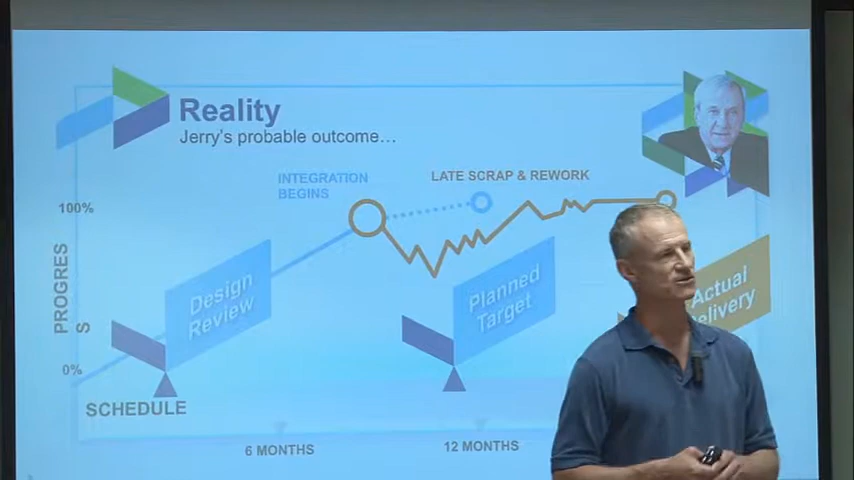 Reality
Jerry's probable outcome…
INTEGRATION
BEGINS
LATE SCRAP & REWORK
100%
PROGRES
S
Design
Review
Planned
Target
Actual
Delivery
0%
SCHEDULE
6 MONTHS
12 MONTHS